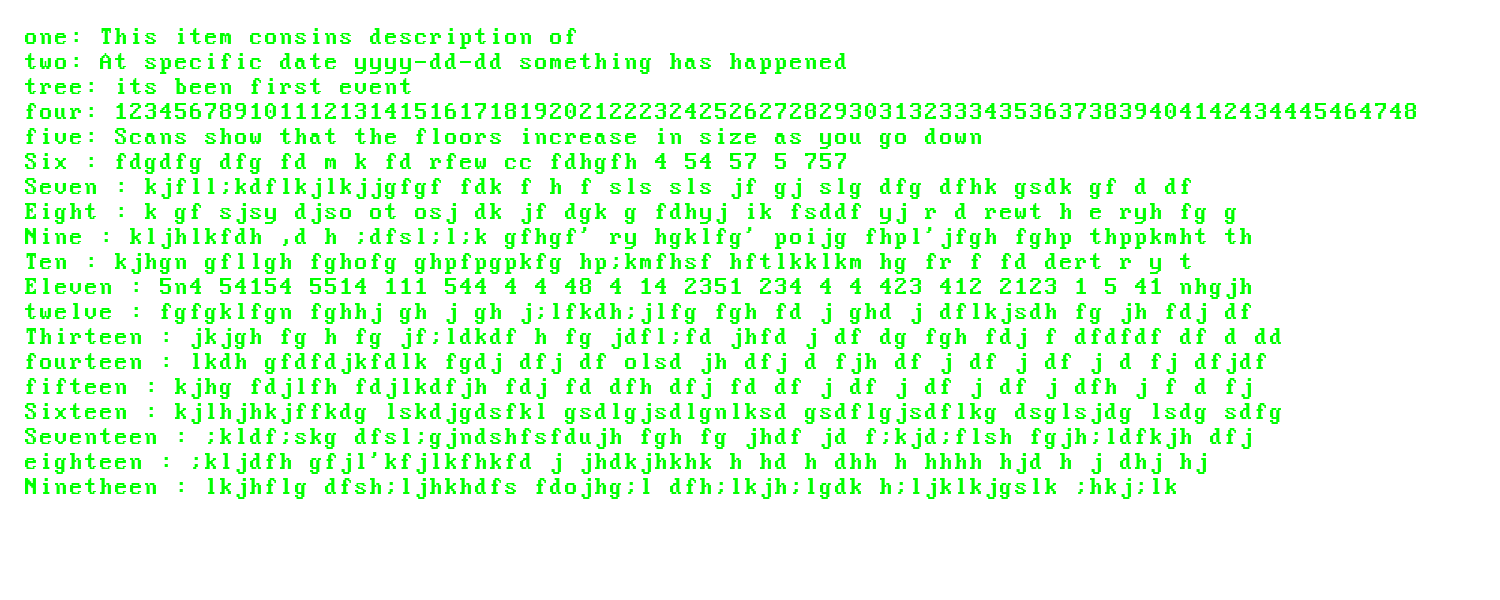 one: This item consins description of
two: At specific date yyyy-dd-dd something has happened
tree: its been first event
four: 123456789101112131415161718192021222324252627282930313233343536373839404142434445464748
five: Scans show that the floors increase in size as you go down
Six : fdgdfg dfg fd m k fd rfew cc fdhgfh 4 54 57 5 757
Seven : kjfll;kdflkjlkjjgfgf fdk f h f sls sls jf gj slg dfg dfhk gsdk gf d df
Eight : k gf sjsy djso ot osj dk jf dgk g fdhyj ik fsddf yj r d rewt h e ryh fg g
Nine : kljhlkfdh ,d h ;dfsl;l;k gfhgf' ry hgklfg' poijg fhpl'jfgh fghp thppkmht th
Ten : kjhgn gfllgh fghofg ghpfpgpkfg hp;kmfhsf hftlkklkm hg fr f fd dert r y t
Eleven : 5n4 54154 5514 111 544 4 4 48 4 14 2351 234 4 4 423 412 2123 1 5 41 nhgjh
twelve : fgfgklfgn fghhj gh j gh j;lfkdh;jlfg fgh fd j ghd j dflkjsdh fg jh fdj df
Thirteen : jkjgh fg h fg jf;ldkdf h fg jdfl;fd jhfd j df dg fgh fdj f dfdfdf df d dd
fourteen : lkdh gfdfdjkfdlk fgdj dfj df olsd jh dfj d fjh df j df j df j d fj dfjdf
fifteen : kjhg fdjlfh fdjlkdfjh fdj fd dfh dfj fd df j df j df j df j dfh j f d fj
Sixteen : kjlhjhkjffkdg lskdjgdsfkl gsdlgjsdlgnlksd gsdflgjsdflkg dsglsjdg lsdg sdfg
Seventeen : ;kldf;skg dfsl;gjndshfsfdujh fgh fg jhdf jd f;kjd;flsh fgjh;ldfkjh dfj
eighteen : ;kljdfh gfjl'kfjlkfhkfd j jhdkjhkhk h hd h dhh h hhhh hjd h j dhj hj
Ninetheen : lkjhflg dfsh;ljhkhdfs fdojhg;l dfh;lkjh;lgdk h;ljklkjgslk ;hkj;lk